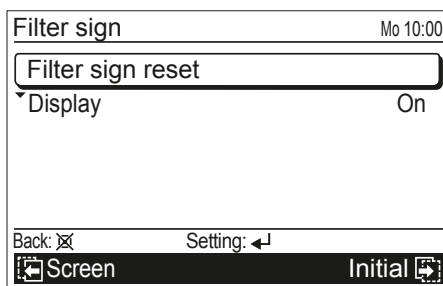 Filter sign Mo 10:00
Filter sign reset
Display On
Back: Setting:
Screen Initial